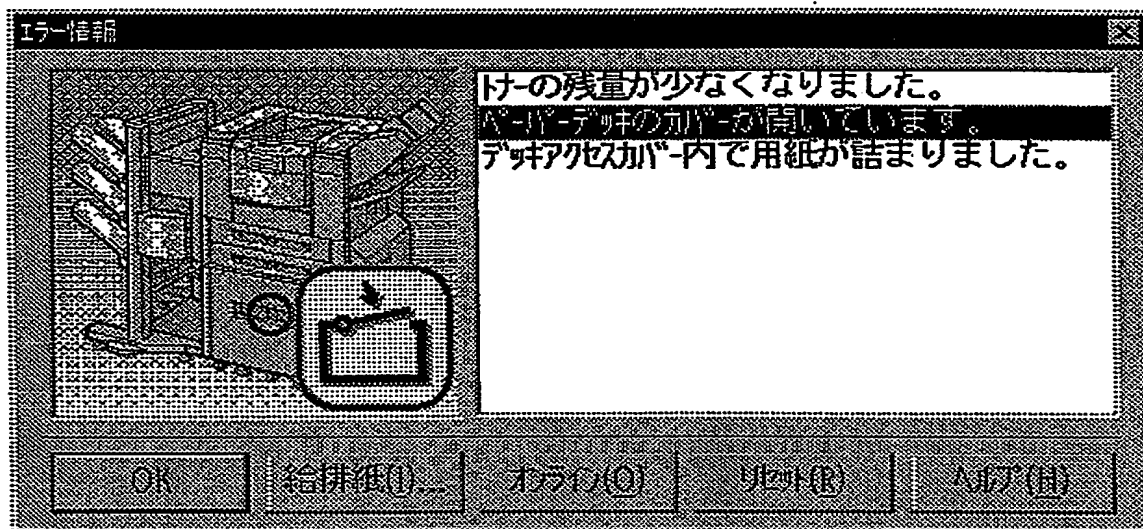 エラー情報
ﾄﾅｰの残量が少なくなりました。
ﾍﾟｰﾊﾟｰﾃﾞｯｷのｶﾊﾞｰが開いています。
ﾃﾞｯｷｱｸｾｽｶﾊﾞｰ内で用紙が詰まりました。
OK
給排紙(I)...
オンライン(O)
リセット(R)
ヘルプ(H)